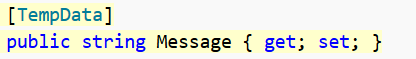 [TempData]
public string Message { get; set; }